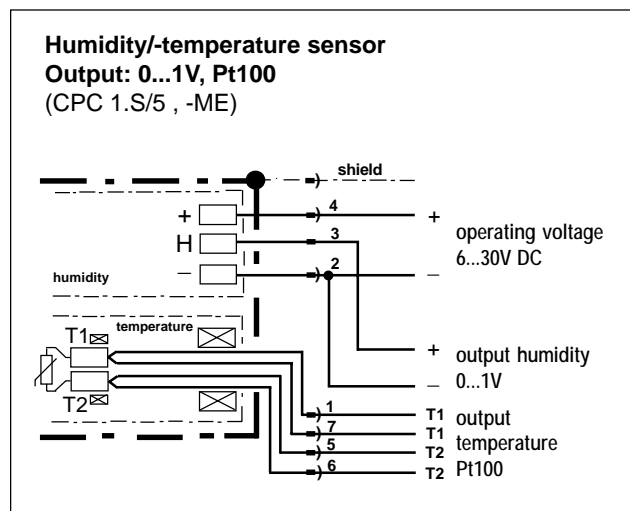 Humidity/-temperature sensor
Output: 0...1V, Pt100
(CPC 1.S/5 , -ME)
shield
+ 4 +
operating voltage
H 3
6...30V DC
– 2 –
humidity
T1 temperature
+
output humidity
–
0...1V
T2
1 T1 output
7 T1
temperature
5 T2
6 T2 Pt100